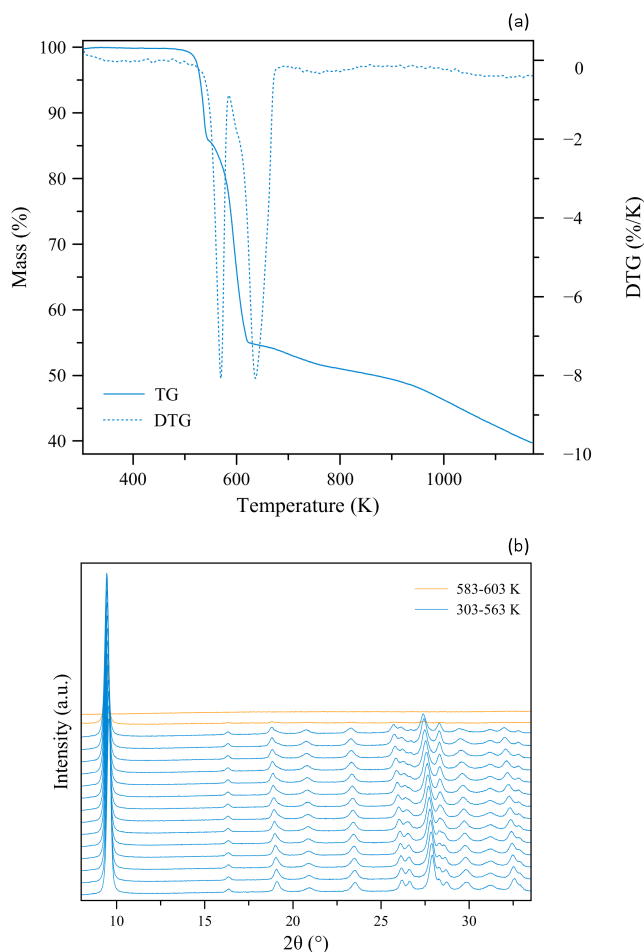 (a)
100
90
80
70
60
50
40
Mass (%)
0
−2
−4
−6
−8
−10
DTG (%/K)
TG
DTG
400
600
800
1000
Temperature (K)
(b)
583-603 K
303-563 K
Intensity (a.u.)
10
15
20
25
30
2θ (°)